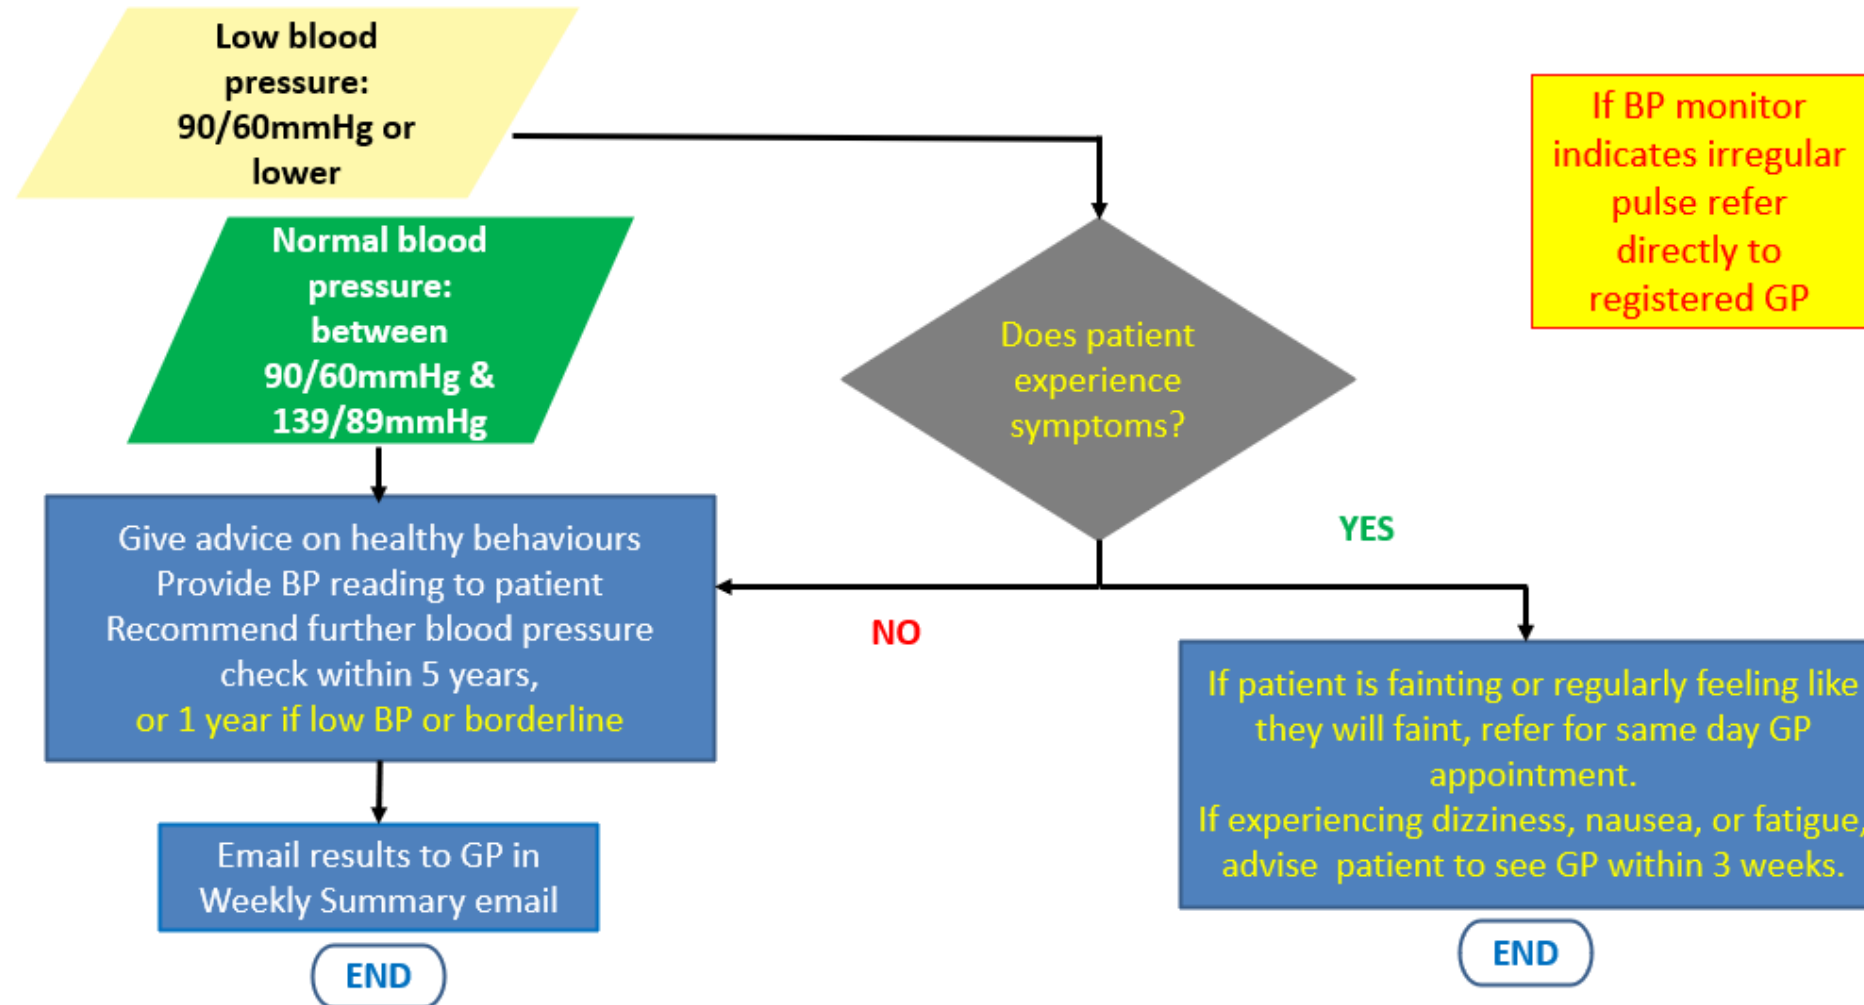 Low blood
pressure:
90/60mmHg or
lower
Normal blood
pressure:
between
90/60mmHg &
139/89mmHg
If BP monitor
indicates irregular
pulse refer
directly to
registered GP
Does patient
experience
symptoms?
YES
NO
Give advice on healthy behaviours
Provide BP reading to patient
Recommend further blood pressure
check within 5 years,
or 1 year if low BP or borderline
If patient is fainting or regularly feeling like
they will faint, refer for same day GP
appointment.
If experiencing dizziness, nausea, or fatigue,
advise  patient to see GP within 3 weeks.
Email results to GP in
Weekly Summary email
END
END